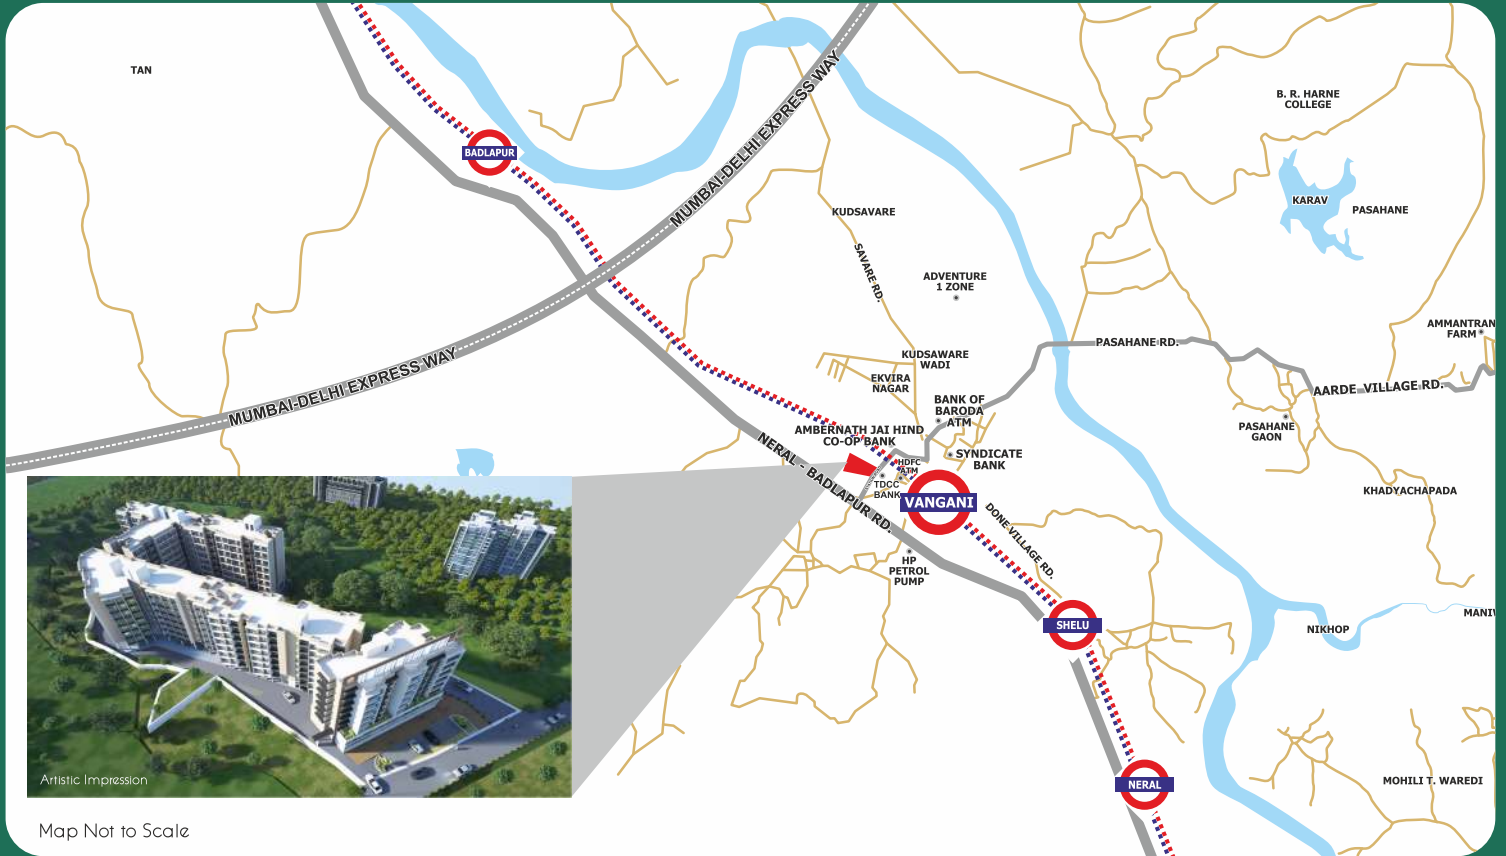 TAN
BADLAPUR
MUMBAI-DELHI EXPRESS WAY
MUMBAI-DELHI EXPRESS WAY
B. R. HARNE
COLLEGE
KARAV
PASAHANE
KUDSAVARE
SAVARE RD.
ADVENTURE
1 ZONE
AMMANTRAN
FARM
PASAHANE RD.
AARDE VILLAGE RD.
KUDSAWARE
WADI
EKVIRA
NAGAR
BANK OF
BARODA
ATM
AMBERNATH JAI HIND
CO-OP BANK
PASAHANE
GAON
SYNDICATE
BANK
HDFC
ATM
TDCC
BANK
NERAL - BADLAPUR RD.
VANGANI
KHADYACHAPADA
DONE VILLAGE RD.
HP
PETROL
PUMP
SHELU
NIKHOP
MANIV
NERAL
MOHILI T. WAREDI
Artistic Impression
Map Not to Scale